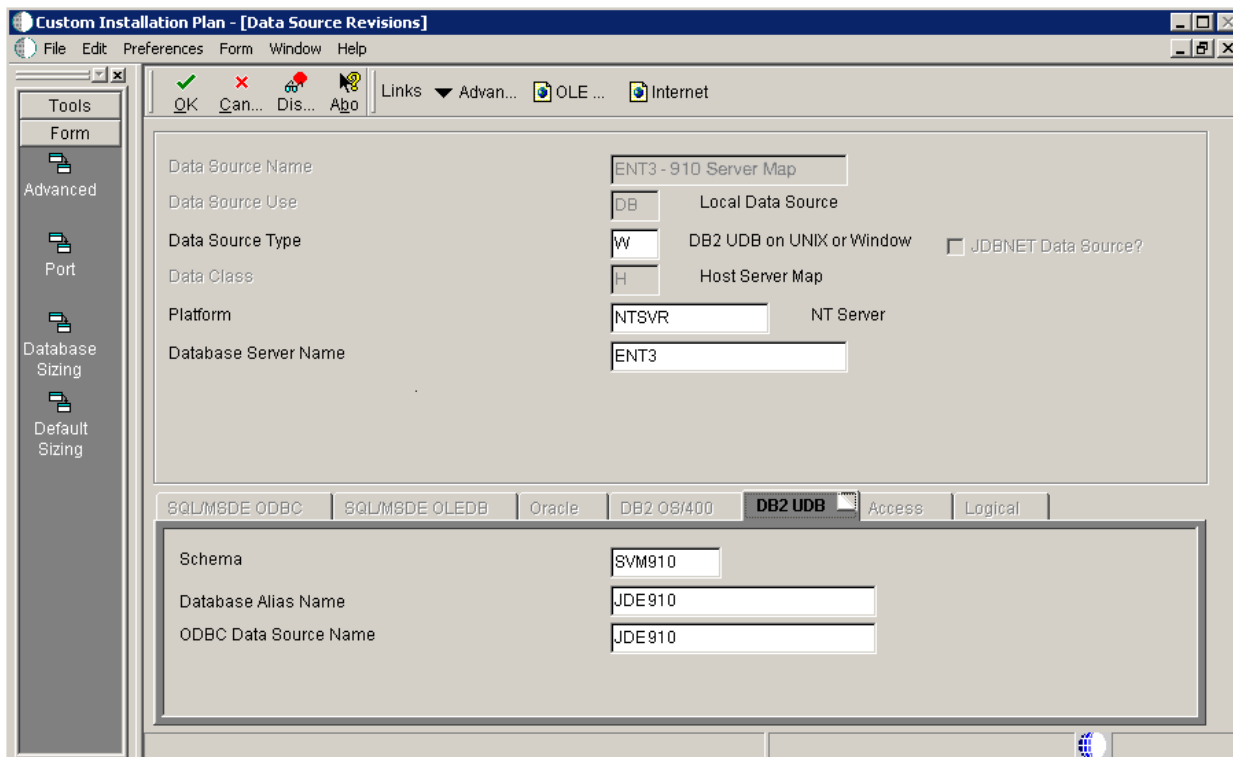 Custom Installation Plan - [Data Source Revisions]
File Edit Preferences Form Window Help
OK Can... Dis... Abo Links Advan... OLE ... Internet
Tools
Form
Advanced
Port
Database
Sizing
Default
Sizing
Data Source Name ENT3 - 910 Server Map
Data Source Use DB Local Data Source
Data Source Type W DB2 UDB on UNIX or Window JDBNET Data Source?
Data Class H Host Server Map
Platform NTSVR NT Server
Database Server Name ENT3
SQL/MSDE ODBC SQL/MSDE OLEDB Oracle DB2 OS/400 DB2 UDB Access Logical
Schema SVM910
Database Alias Name JDE910
ODBC Data Source Name JDE910